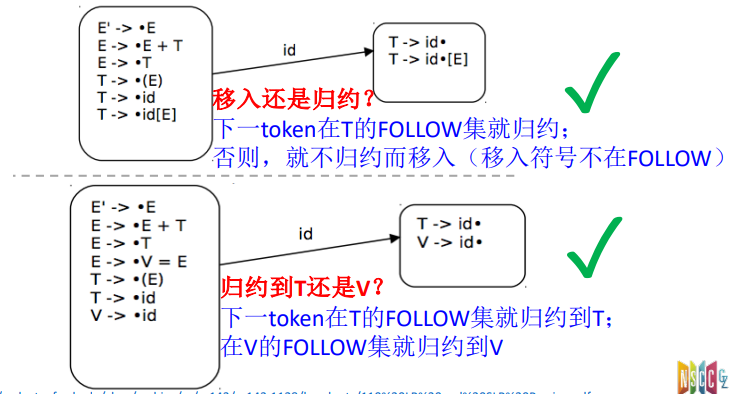 E' -> •E
E -> •E + T
E -> •T
T -> •(E)
T -> •id
T -> •id[E]
id
T -> id•
T -> id•[E]
移入还是归约？
下一token在T的FOLLOW集就归约；
否则，就不归约而移入（移入符号不在FOLLOW）
E' -> •E
E -> •E + T
E -> •T
E -> •V = E
T -> •(E)
T -> •id
V -> •id
id
T -> id•
V -> id•
归约到T还是V？
下一token在T的FOLLOW集就归约到T；
在V的FOLLOW集就归约到V
NSCC GZ